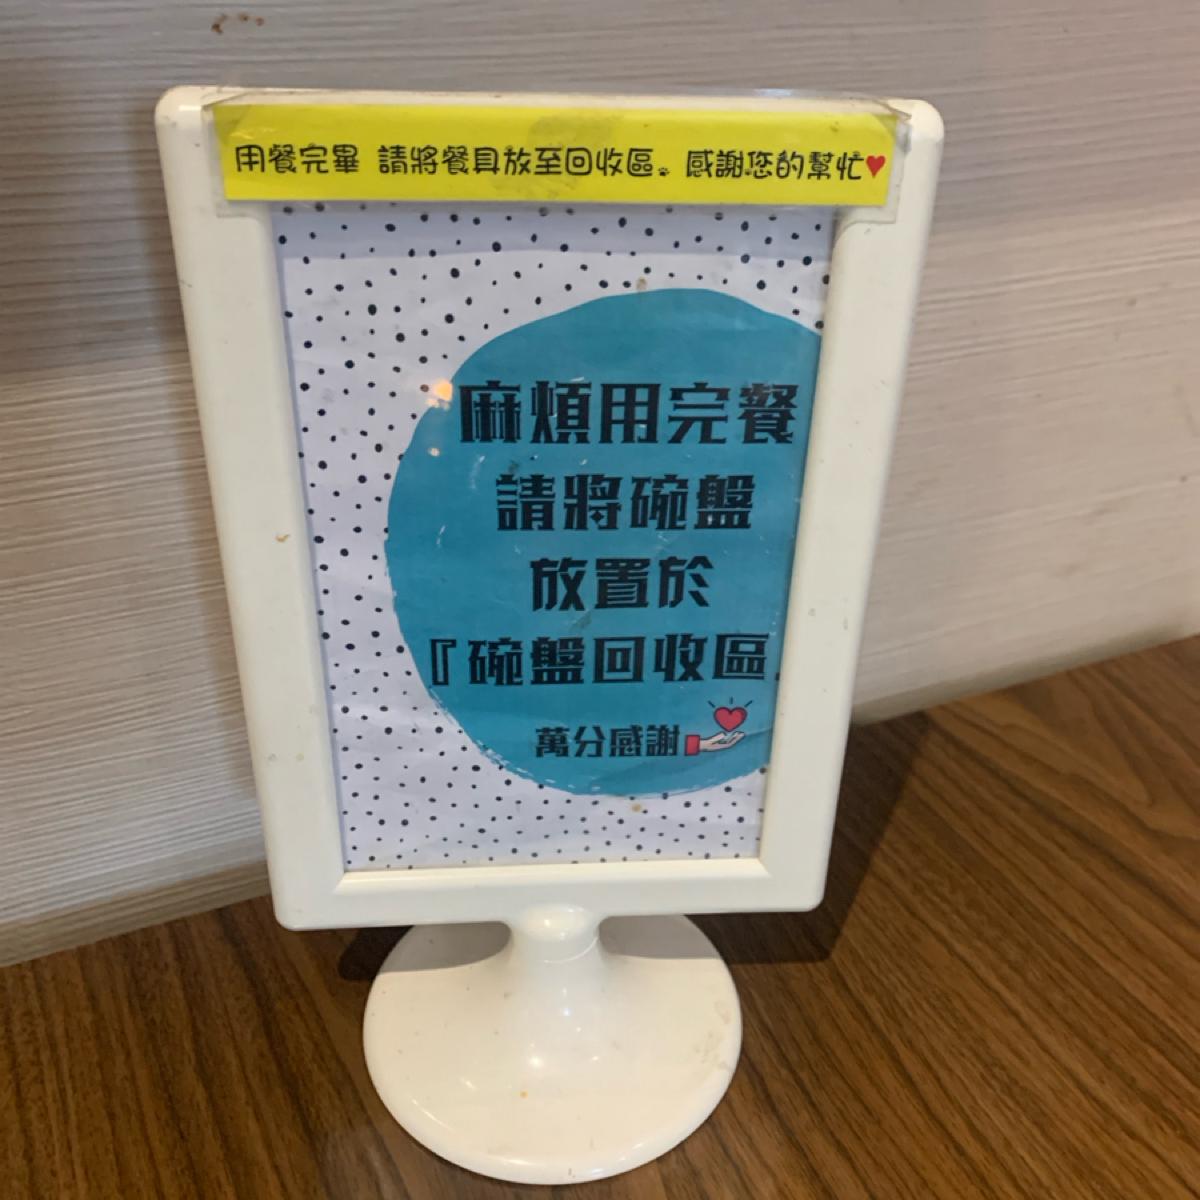 用餐完畢 請將餐具放至回收區。感謝您的幫忙♥
麻煩用完餐
請將碗盤
放置於
『碗盤回收區』
萬分感謝